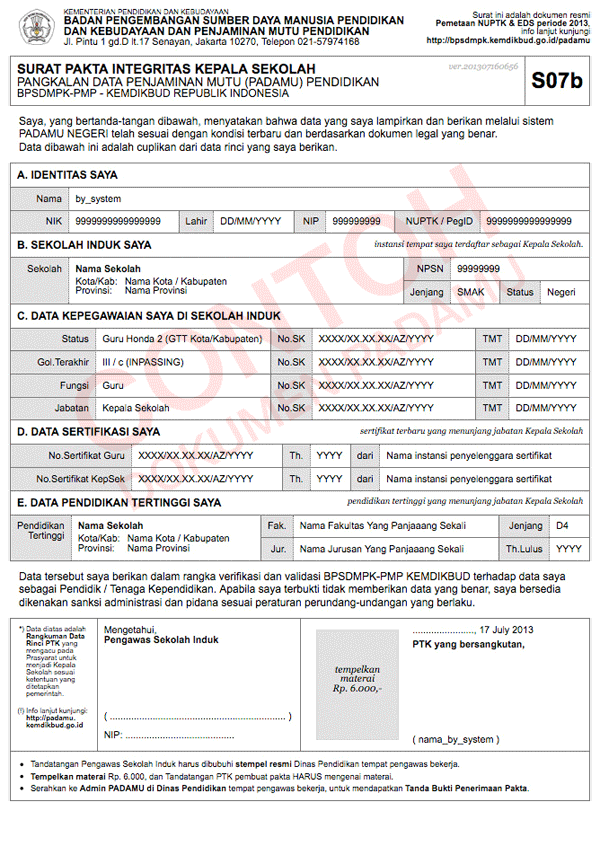 KEMENTERIAN PENDIDIKAN DAN KEBUDAYAAN
BADAN PENGEMBANGAN SUMBER DAYA MANUSIA PENDIDIKAN
DAN KEBUDAYAAN DAN PENJAMINAN MUTU PENDIDIKAN
Jl. Pintu 1 gd.D lt.17 Senayan, Jakarta 10270, Telepon 021-57974168
Surat ini adalah dokumen resmi
Pemetaan NUPTK & EDS periode 2013,
info lanjut kunjungi
http://bpsdmpk.kemdikbud.go.id/padamu
SURAT PAKTA INTEGRITAS KEPALA SEKOLAH
PANGKALAN DATA PENJAMINAN MUTU (PADAMU) PENDIDIKAN
BPSDMPK-PMP - KEMDIKBUD REPUBLIK INDONESIA
ver.201307160656
S07b
Saya, yang bertanda-tangan dibawah, menyatakan bahwa data yang saya lampirkan dan berikan melalui sistem
PADAMU NEGERI telah sesuai dengan kondisi terbaru dan berdasarkan dokumen legal yang benar.
Data dibawah ini adalah cuplikan dari data rinci yang saya berikan.
A. IDENTITAS SAYA
Nama by_system
NIK 9999999999999999 Lahir DD/MM/YYYY NIP 999999999 NUPTK / PegID 9999999999999999
B. SEKOLAH INDUK SAYA instansi tempat saya terdaftar sebagai Kepala Sekolah.
Sekolah Nama Sekolah NPSN 99999999
Kota/Kab: Nama Kota / Kabupaten
Provinsi: Nama Provinsi Jenjang SMAK Status Negeri
C. DATA KEPEGAWAIAN SAYA DI SEKOLAH INDUK
Status Guru Honda 2 (GTT Kota/Kabupaten) No.SK XXXX/XX.XX.XX/AZ/YYYY TMT DD/MM/YYYY
Gol.Terakhir III / c (INPASSING) No.SK XXXX/XX.XX.XX/AZ/YYYY TMT DD/MM/YYYY
Fungsi Guru No.SK XXXX/XX.XX.XX/AZ/YYYY TMT DD/MM/YYYY
Jabatan Kepala Sekolah No.SK XXXX/XX.XX.XX/AZ/YYYY TMT DD/MM/YYYY
D. DATA SERTIFIKASI SAYA sertifikat terbaru yang menunjang jabatan Kepala Sekolah
No.Sertifikat Guru XXXX/XX.XX.XX/AZ/YYYY Th. YYYY dari Nama instansi penyelenggara sertifikat
No.Sertifikat KepSek XXXX/XX.XX.XX/AZ/YYYY Th. YYYY dari Nama instansi penyelenggara sertifikat
E. DATA PENDIDIKAN TERTINGGI SAYA pendidikan tertinggi yang menunjang jabatan Kepala Sekolah
Pendidikan Tertinggi Nama Sekolah Fak. Nama Fakultas Yang Panjaaang Sekali Jenjang D4
Kota/Kab: Nama Kota / Kabupaten
Provinsi: Nama Provinsi Jur. Nama Jurusan Yang Panjaaang Sekali Th.Lulus YYYY
CONTOH
DOKUMEN PADAMU
Data tersebut saya berikan dalam rangka verifikasi dan validasi BPSDMPK-PMP KEMDIKBUD terhadap data saya
sebagai Pendidik / Tenaga Kependidikan. Apabila saya terbukti tidak memberikan data yang benar, saya bersedia
dikenakan sanksi administrasi dan pidana sesuai peraturan perundang-undangan yang berlaku.
*) Data diatas adalah
Rangkuman Data
Rinci PTK yang
mengacu pada
Prasyarat untuk
menjadi Kepala
Sekolah sesuai
ketentuan yang
ditetapkan
pemerintah.
(!) Info lanjut kunjungi:
http://padamu.
kemdikbud.go.id
Mengetahui,
Pengawas Sekolah Induk
( ........................................................ )
NIP: .......................................
tempelkan
materai
Rp. 6.000,-
......................, 17 July 2013
PTK yang bersangkutan,
( nama_by_system )
• Tandatangan Pengawas Sekolah Induk harus dibubuhi stempel resmi Dinas Pendidikan tempat pengawas bekerja.
• Tempelkan materai Rp. 6.000, dan Tandatangan PTK pembuat pakta HARUS mengenai materai.
• Serahkan ke Admin PADAMU di Dinas Pendidikan tempat pengawas bekerja, untuk mendapatkan Tanda Bukti Penerimaan Pakta.